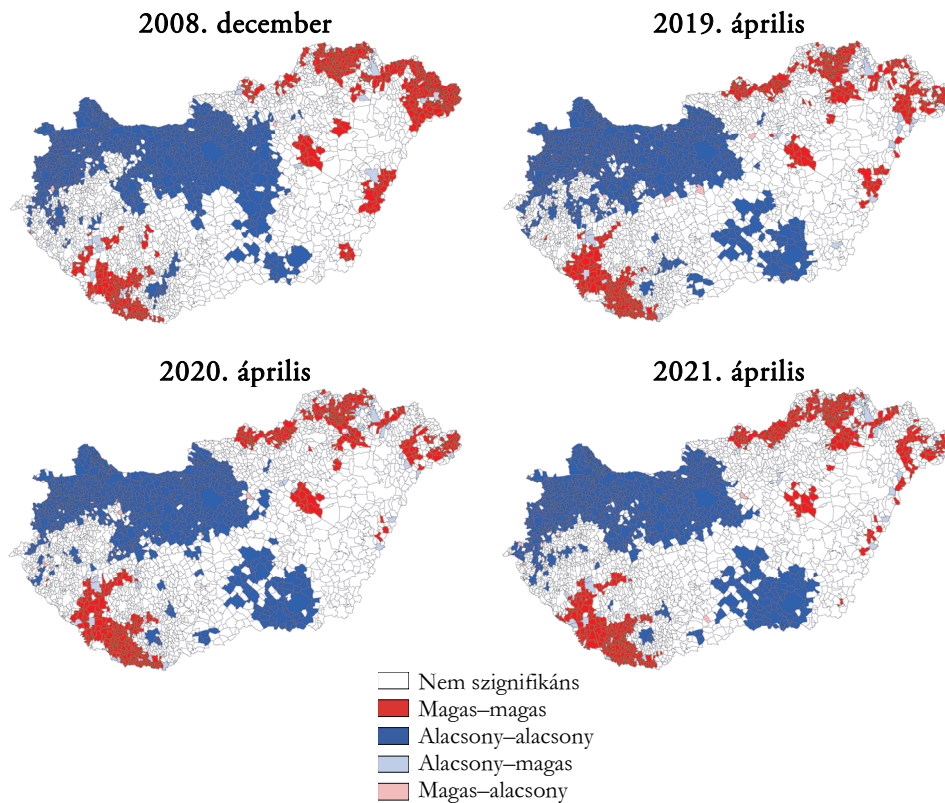 2008. december
2019. április
2020. április
2021. április
Nem szignifikáns
Magas–magas
Alacsony–alacsony
Alacsony–magas
Magas–alacsony